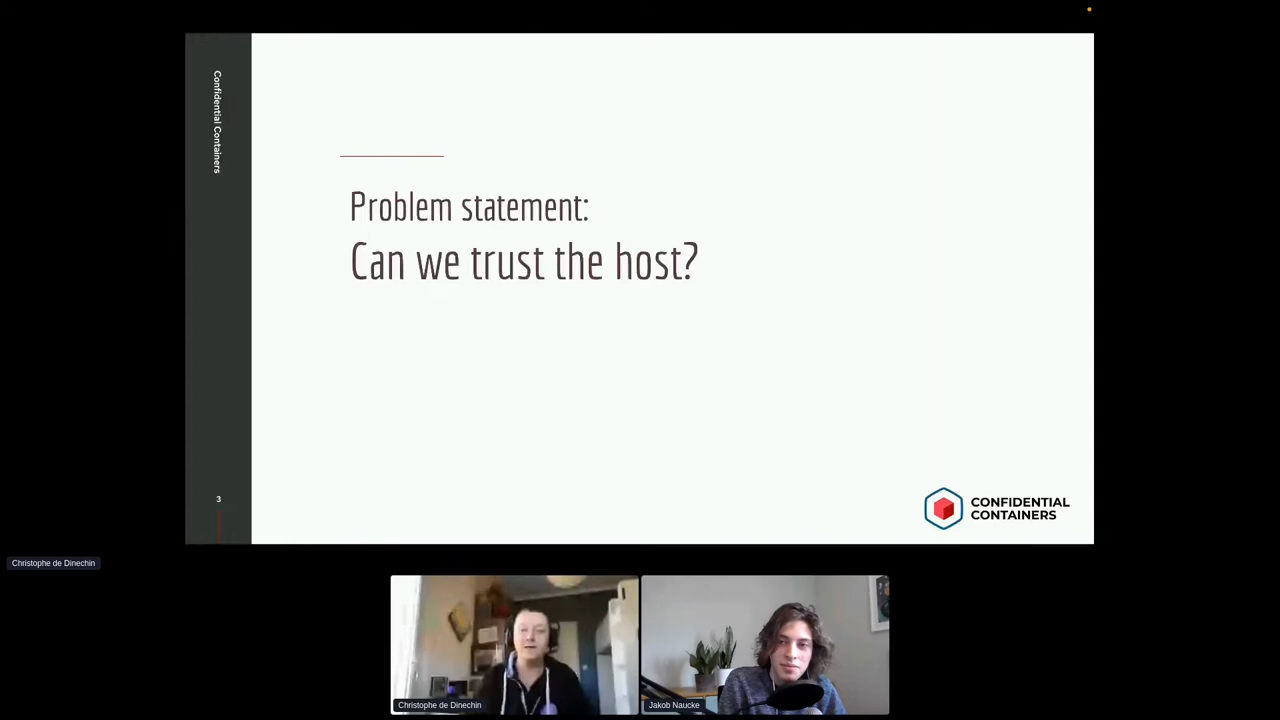 Confidential Containers
Problem statement:
Can we trust the host?
3
CONFIDENTIAL
CONTAINERS
Christophe de Dinechin
Christophe de Dinechin
Jakob Naucke